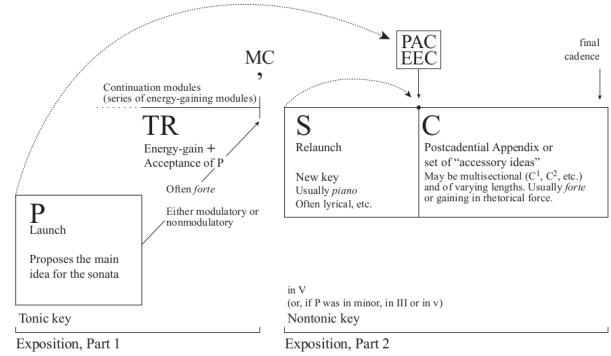 PAC
EEC
final
cadence
MC
,
Continuation modules
(series of energy-gaining modules)
TR
Energy-gain +
Acceptance of P
Often forte
Either modulatory or
nonmodulatory
P
Launch
Proposes the main
idea for the sonata
Tonic key
Exposition, Part 1
S
Relaunch
New key
Usually piano
Often lyrical, etc.
C
Postcadential Appendix or
set of “accessory ideas”
May be multisectional (C¹, C², etc.)
and of varying lengths. Usually forte
or gaining in rhetorical force.
in V
(or, if P was in minor, in III or in v)
Nontonic key
Exposition, Part 2